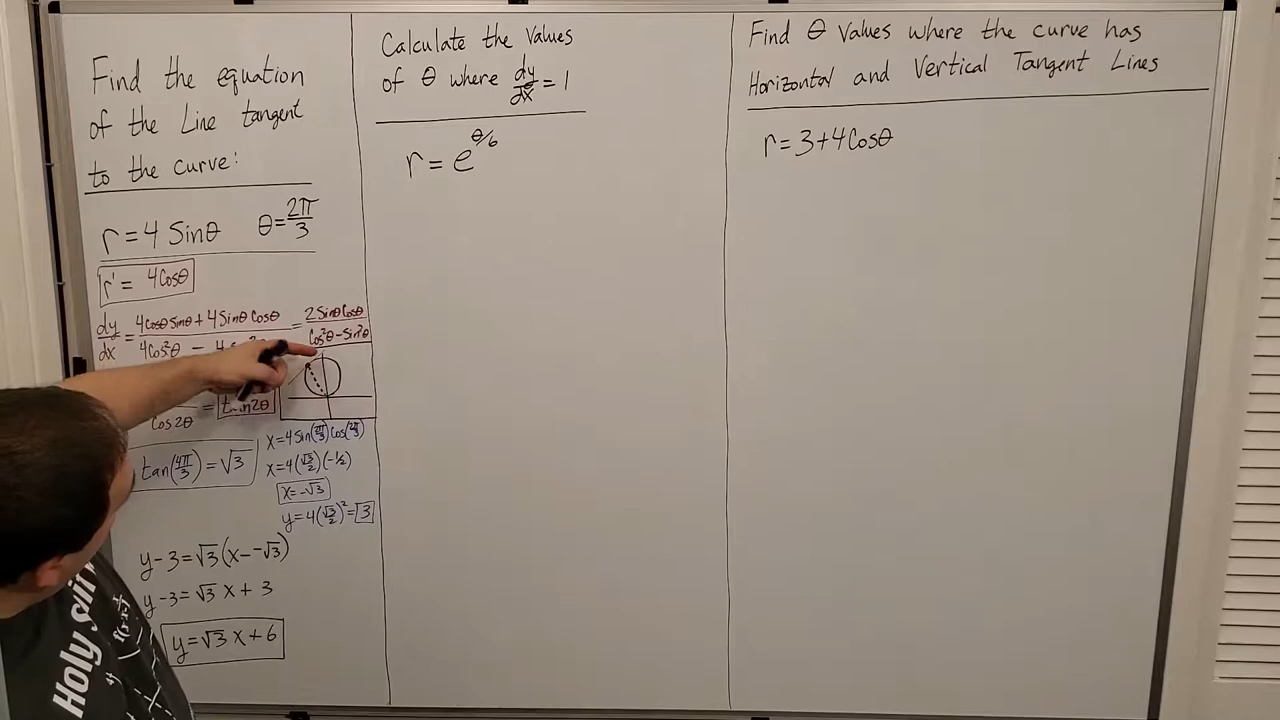 Find the equation
of the Line tangent
to the curve:
r = 4 Sinθ θ = 2π/3
r' = 4Cosθ
dy/dx = (4Cosθ Sinθ + 4Sinθ Cosθ)/(4Cos²θ - = 2Sinθ Cosθ/(Cos²θ - Sin²θ)
Cos2θ = tan2θ
tan(4π/3) = √3
x = 4Sin(2π/3)Cos(2π/3)
x = 4(√3/2)(-1/2)
x = -√3
y = 4(√3/2)² = 3
y - 3 = √3(x - -√3)
y - 3 = √3 x + 3
y = √3 x + 6
Calculate the Values
of θ where dy/dx = 1
r = e^(θ/6)
Find θ Values where the curve has
Horizontal and Vertical Tangent Lines
r = 3 + 4Cosθ
Holy